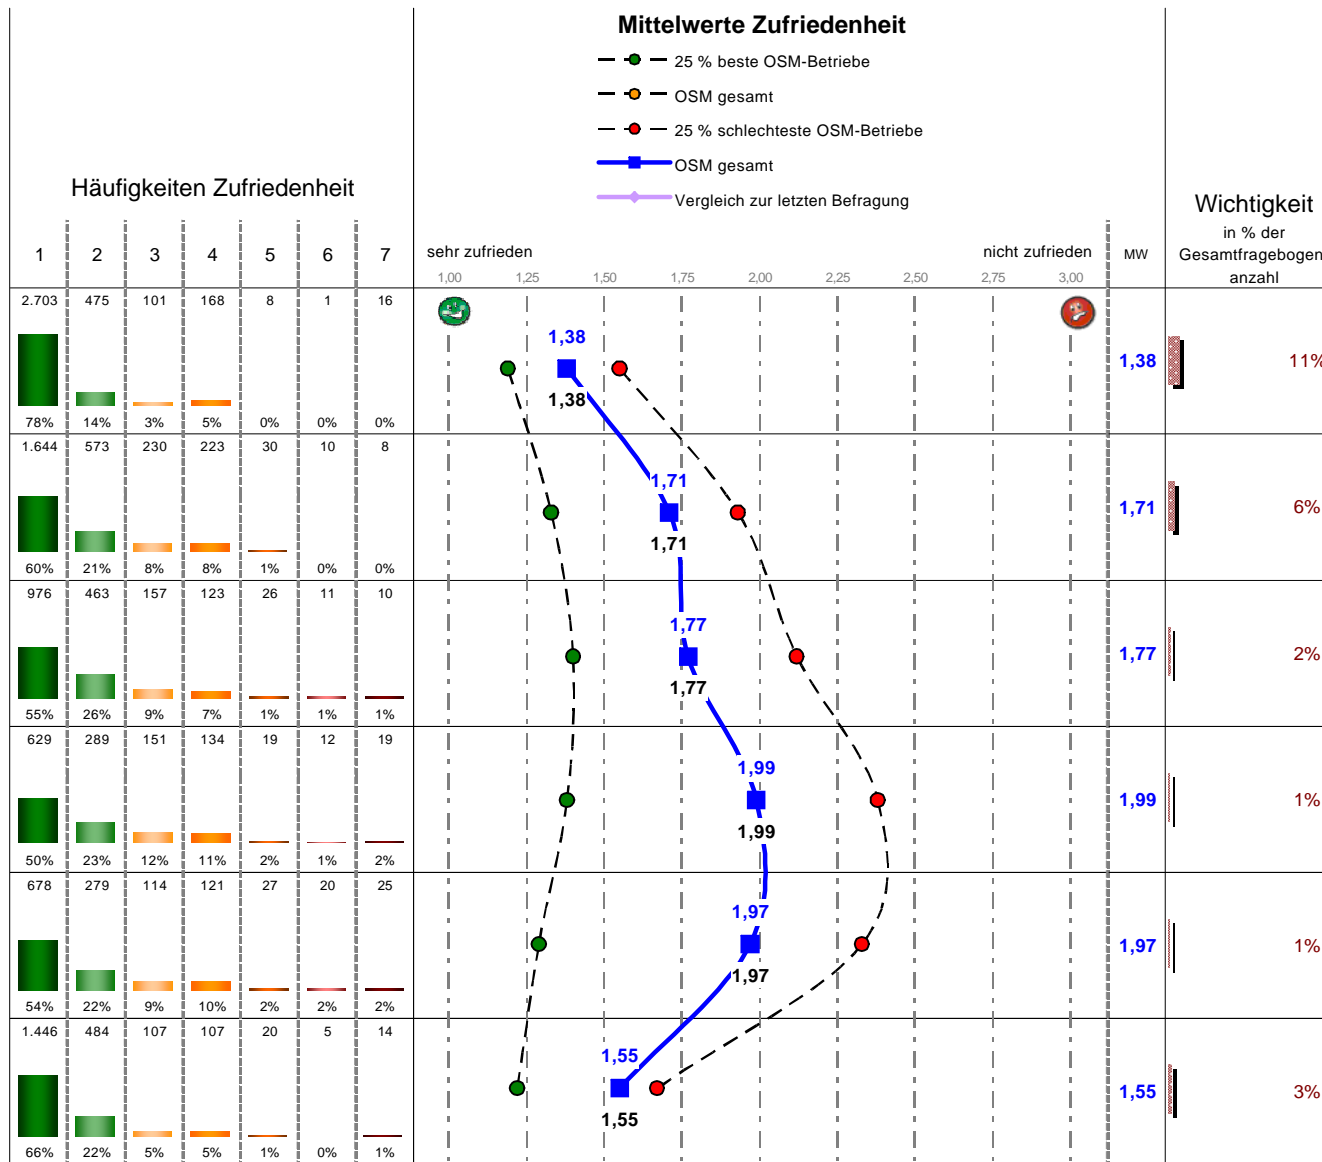 Mittelwerte Zufriedenheit
25 % beste OSM-Betriebe
OSM gesamt
25 % schlechteste OSM-Betriebe
OSM gesamt
Vergleich zur letzten Befragung
Häufigkeiten Zufriedenheit
Wichtigkeit
in % der
Gesamtfragebogen
anzahl
1 2 3 4 5 6 7
sehr zufrieden
nicht zufrieden
MW
1,00 1,25 1,50 1,75 2,00 2,25 2,50 2,75 3,00
2.703 475 101 168 8 1 16
1,38
1,38
1,38
11%
78% 14% 3% 5% 0% 0% 0%
1.644 573 230 223 30 10 8
1,71
1,71
1,71
6%
60% 21% 8% 8% 1% 0% 0%
976 463 157 123 26 11 10
1,77
1,77
1,77
2%
55% 26% 9% 7% 1% 1% 1%
629 289 151 134 19 12 19
1,99
1,99
1,99
1%
50% 23% 12% 11% 2% 1% 2%
678 279 114 121 27 20 25
1,97
1,97
1,97
1%
54% 22% 9% 10% 2% 2% 2%
1.446 484 107 107 20 5 14
1,55
1,55
1,55
3%
66% 22% 5% 5% 1% 0% 1%